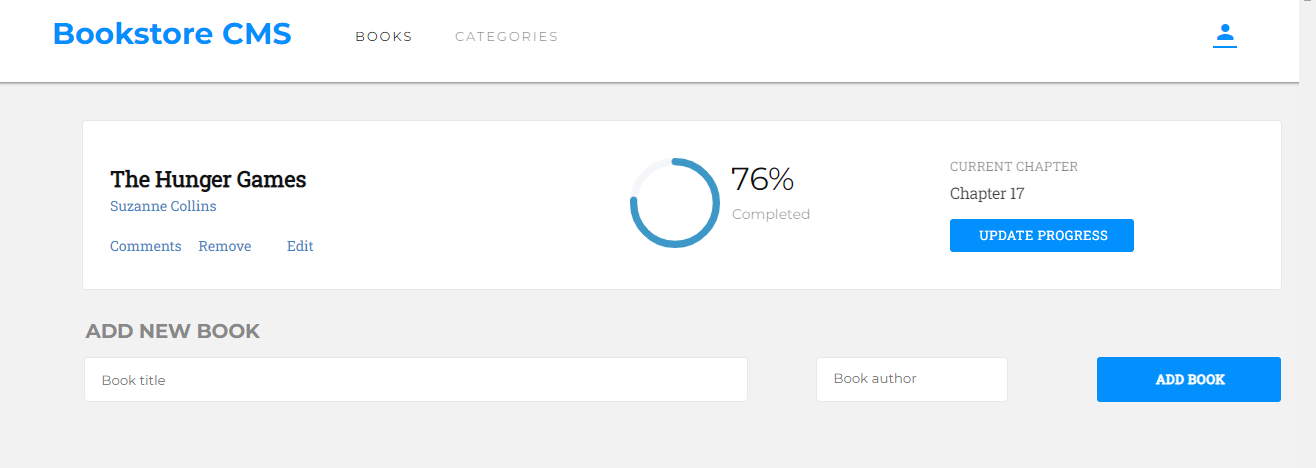 Bookstore CMS
BOOKS
CATEGORIES
The Hunger Games
Suzanne Collins
Comments
Remove
Edit
76%
Completed
CURRENT CHAPTER
Chapter 17
UPDATE PROGRESS
ADD NEW BOOK
Book title
Book author
ADD BOOK